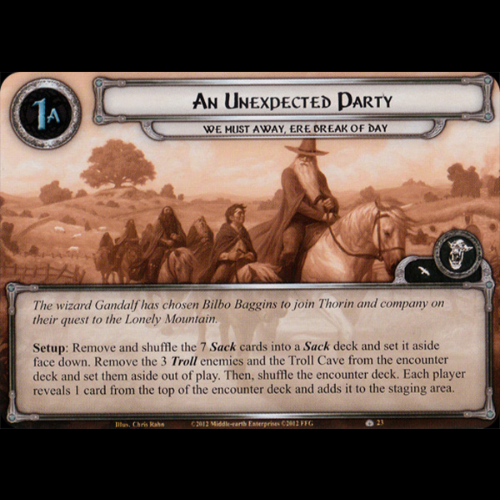 1A
An Unexpected Party
We Must Away, Ere Break of Day
The wizard Gandalf has chosen Bilbo Baggins to join Thorin and company on
their quest to the Lonely Mountain.
Setup: Remove and shuffle the 7 Sack cards into a Sack deck and set it aside
face down. Remove the 3 Troll enemies and the Troll Cave from the encounter
deck and set them aside out of play. Then, shuffle the encounter deck. Each player
reveals 1 card from the top of the encounter deck and adds it to the staging area.
Illus. Chris Rahn ©2012 Middle-earth Enterprises ©2012 FFG 23